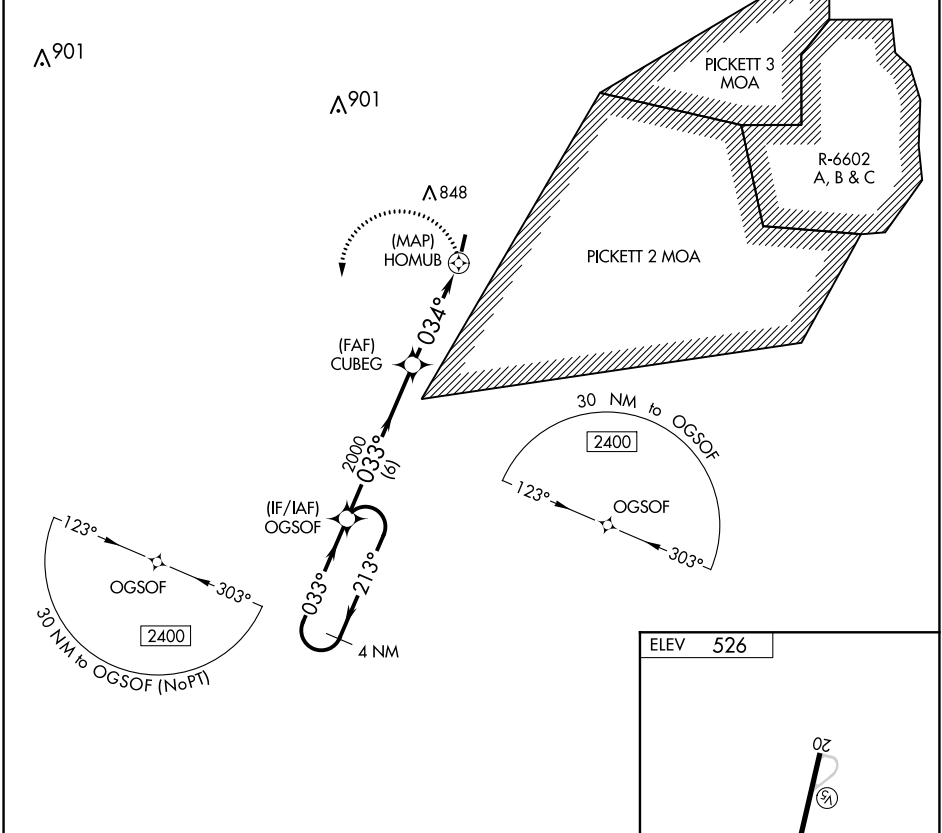 901
901
PICKETT 3
MOA
R-6602
A, B & C
848
(MAP)
HOMUB
PICKETT 2 MOA
034°
(FAF)
CUBEG
2000
033°
(6)
(IF/IAF)
OGSOF
033°
213°
4 NM
30 NM to OGSOF
2400
123°
OGSOF
303°
123°
OGSOF
303°
2400
30 NM to OGSOF (NoPT)
ELEV 526
20
V5